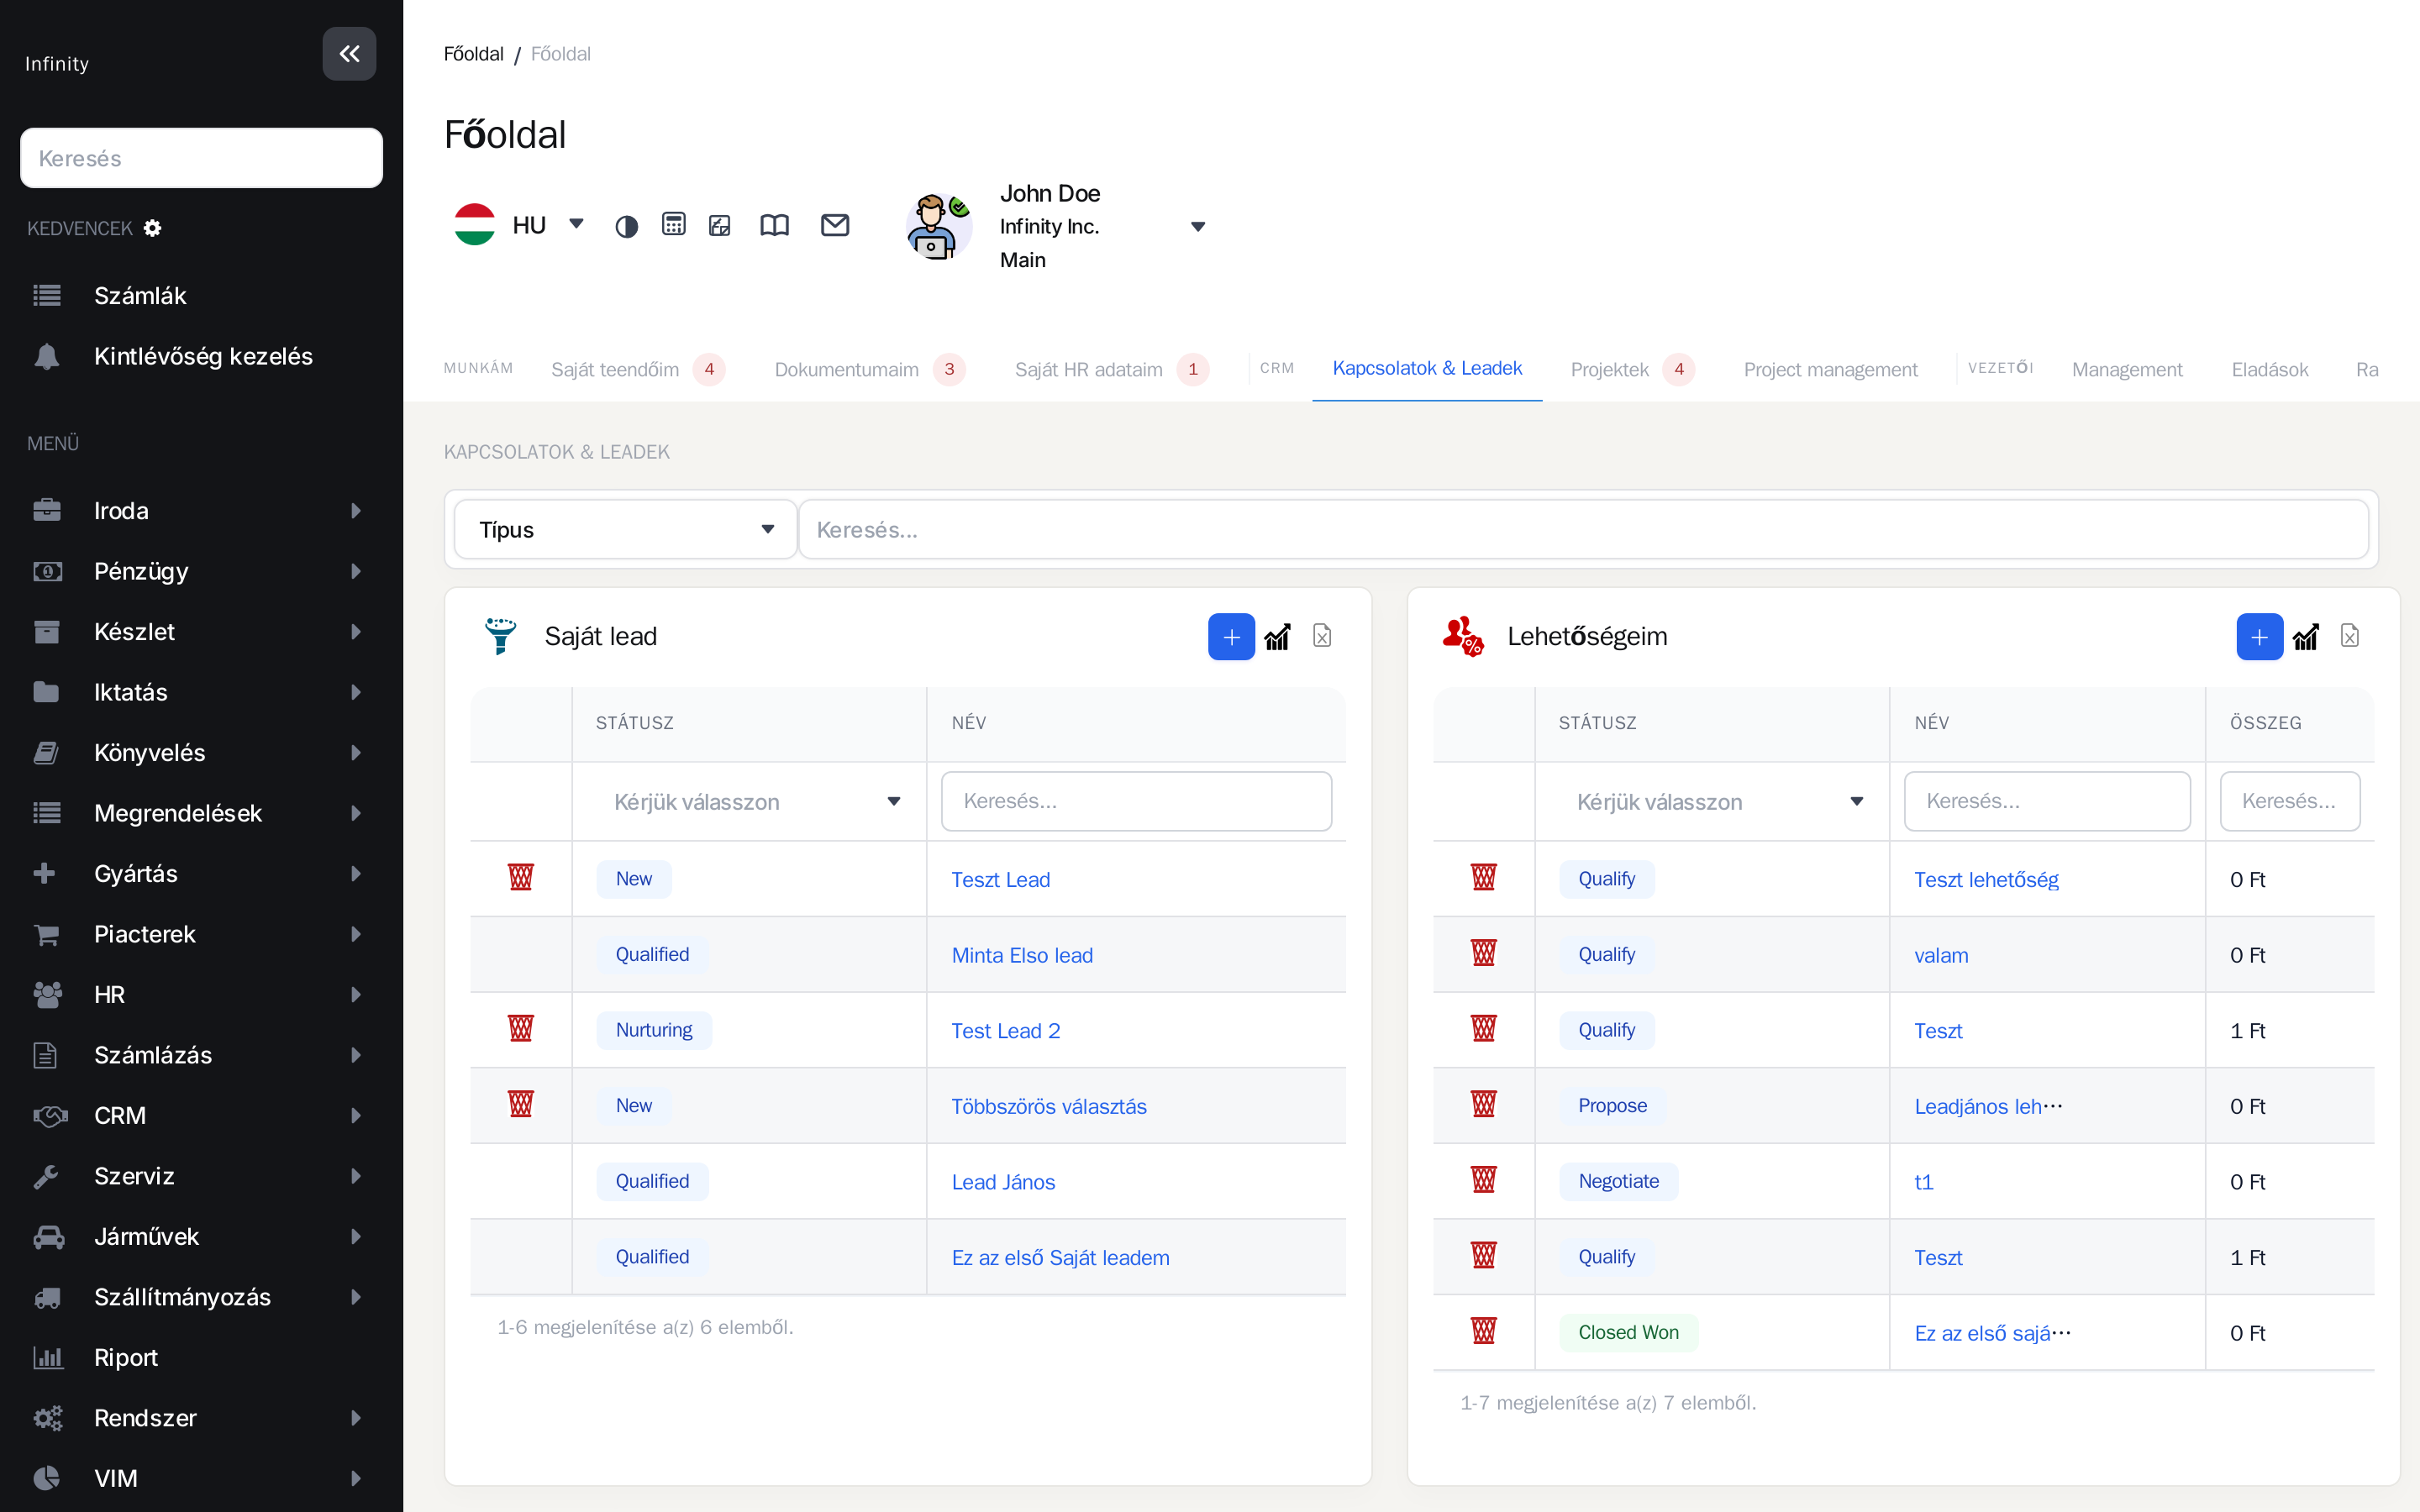 Infinity
Keresés
KEDVENCEK
Számlák
Kintlévőség kezelés
MENÜ
Iroda
Pénzügy
Készlet
Iktatás
Könyvelés
Megrendelések
Gyártás
Piacterek
HR
Számlázás
CRM
Szerviz
Járművek
Szállítmányozás
Riport
Rendszer
VIM
Főoldal / Főoldal
Főoldal
HU
John Doe
Infinity Inc.
Main
MUNKÁM Saját teendőim 4 Dokumentumaim 3 Saját HR adataim 1 CRM Kapcsolatok & Leadek Projektek 4 Project management VEZETŐI Management Eladások Ra
KAPCSOLATOK & LEADEK
Típus Keresés...
Saját lead
STÁTUSZ NÉV
Kérjük válasszon Keresés...
New Teszt Lead
Qualified Minta Elso lead
Nurturing Test Lead 2
New Többszörös választás
Qualified Lead János
Qualified Ez az első Saját leadem
1-6 megjelenítése a(z) 6 elemből.
Lehetőségeim
STÁTUSZ NÉV ÖSSZEG
Kérjük válasszon Keresés... Keresés...
Qualify Teszt lehetőség 0 Ft
Qualify valam 0 Ft
Qualify Teszt 1 Ft
Propose Leadjános leh··· 0 Ft
Negotiate t1 0 Ft
Qualify Teszt 1 Ft
Closed Won Ez az első sajá··· 0 Ft
1-7 megjelenítése a(z) 7 elemből.